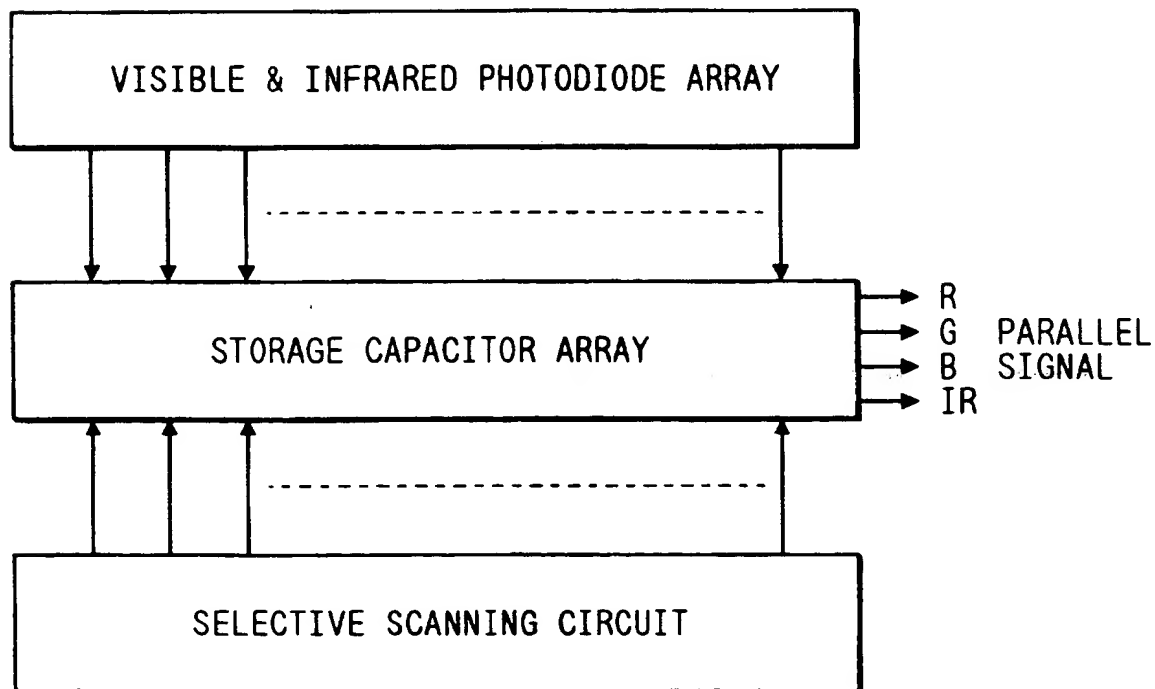 VISIBLE & INFRARED PHOTODIODE ARRAY
STORAGE CAPACITOR ARRAY
R
G PARALLEL
B SIGNAL
IR
SELECTIVE SCANNING CIRCUIT